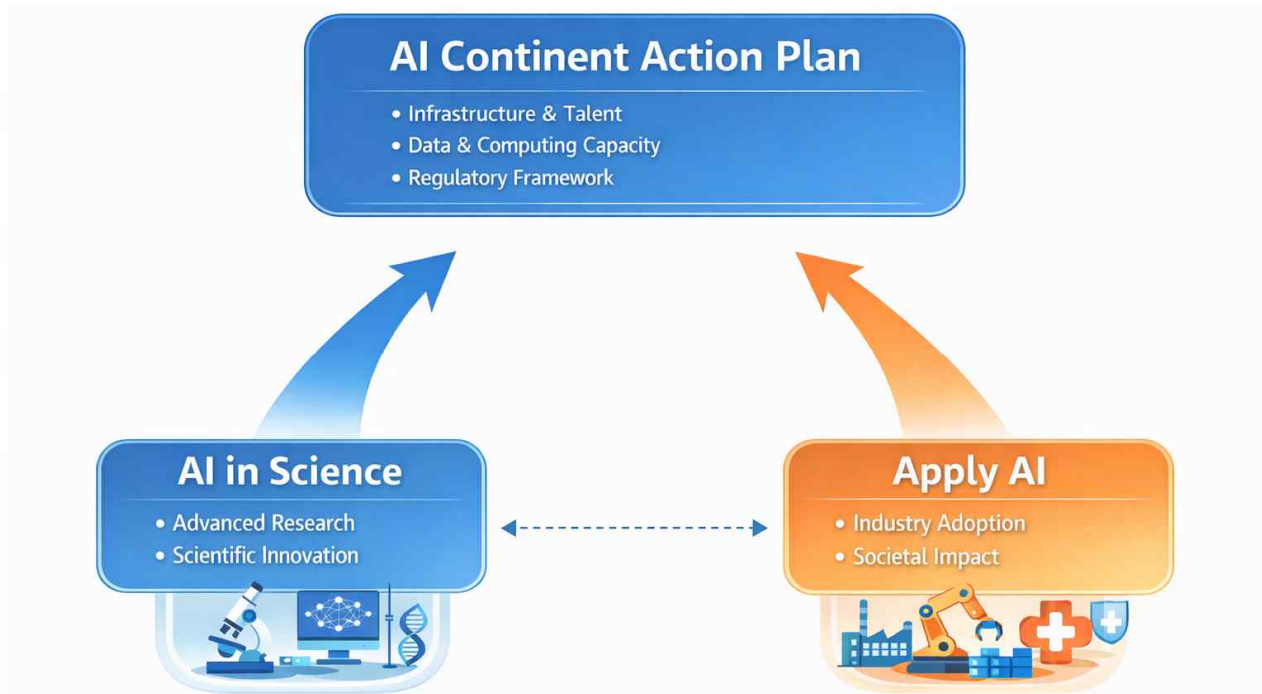 AI Continent Action Plan
• Infrastructure & Talent
• Data & Computing Capacity
• Regulatory Framework
AI in Science
• Advanced Research
• Scientific Innovation
Apply AI
• Industry Adoption
• Societal Impact